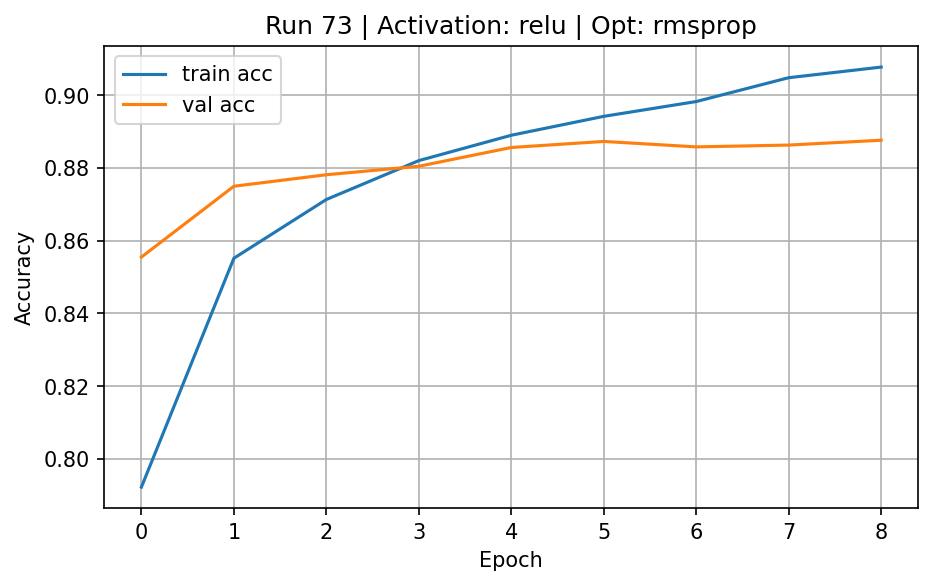 Run 73 | Activation: relu | Opt: rmsprop
train acc
val acc
0.90
0.88
0.86
0.84
0.82
0.80
Accuracy
0 1 2 3 4 5 6 7 8
Epoch